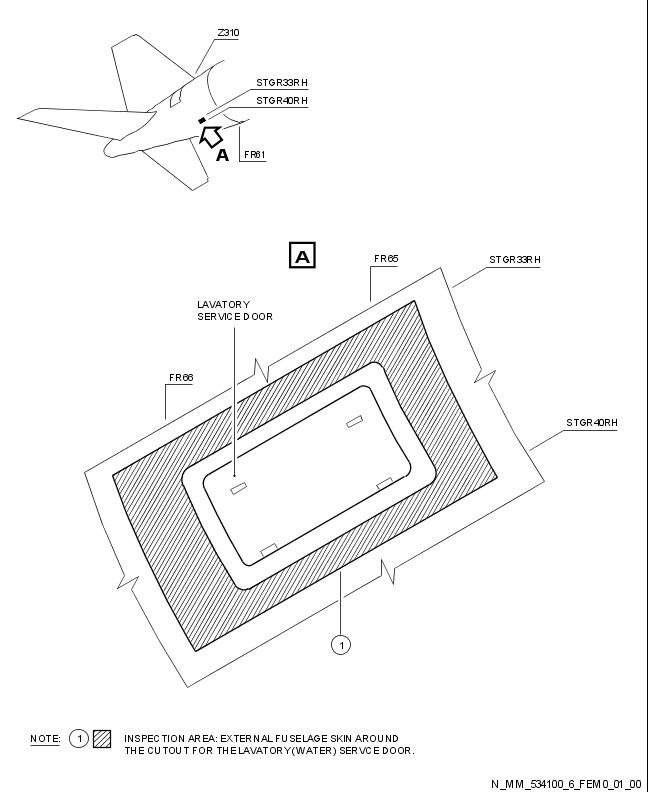 Z310
STGR33RH
STGR40RH
A
FR61
A
FR65
STGR33RH
LAVATORY
SERVICE DOOR
FR66
STGR40RH
1
NOTE: 1 INSPECTION AREA: EXTERNAL FUSELAGE SKIN AROUND
THE CUTOUT FOR THE LAVATORY (WATER) SERVCE DOOR.
N_MM_534100_6_FEM0_01_00